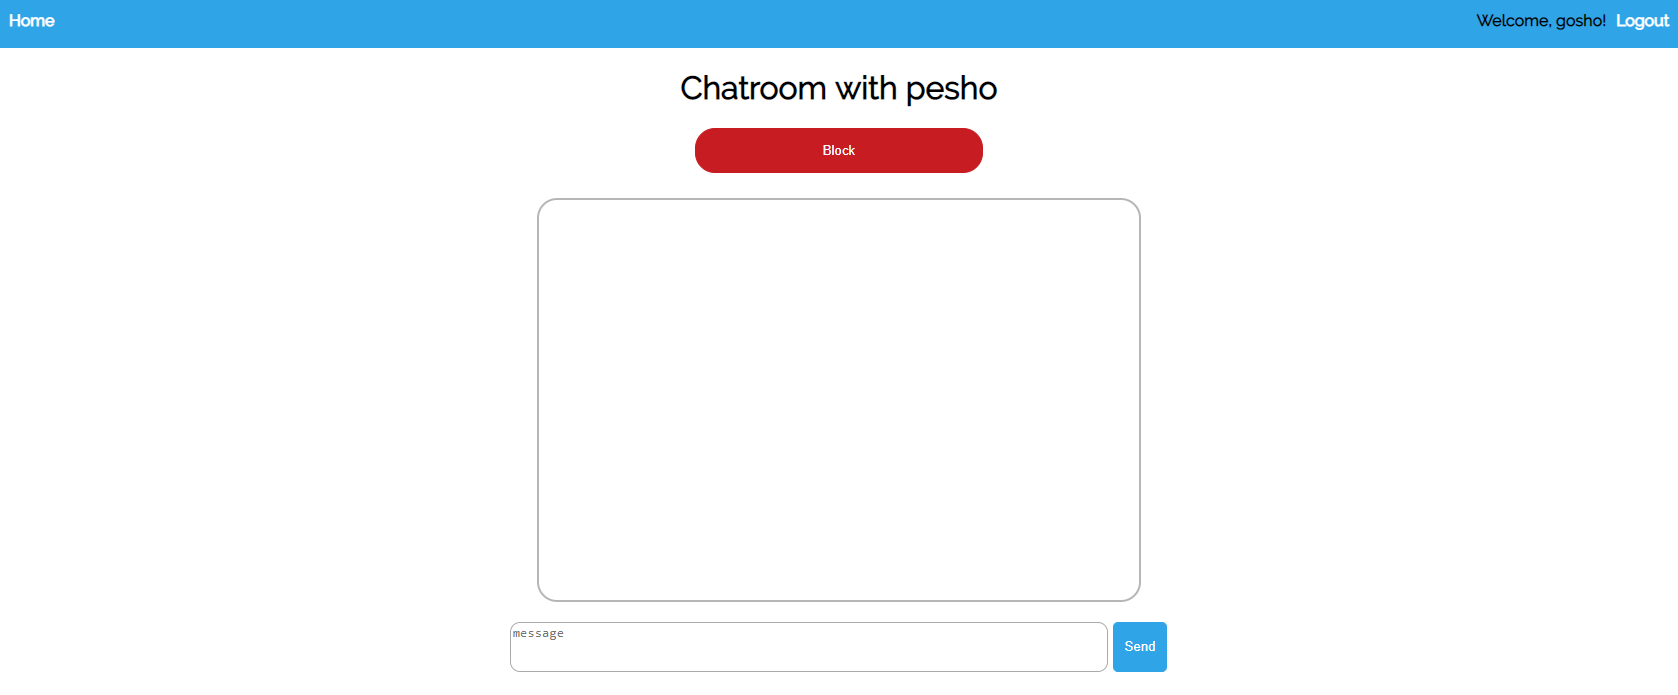 Home
Welcome, gosho! Logout
Chatroom with pesho
Block
message
Send